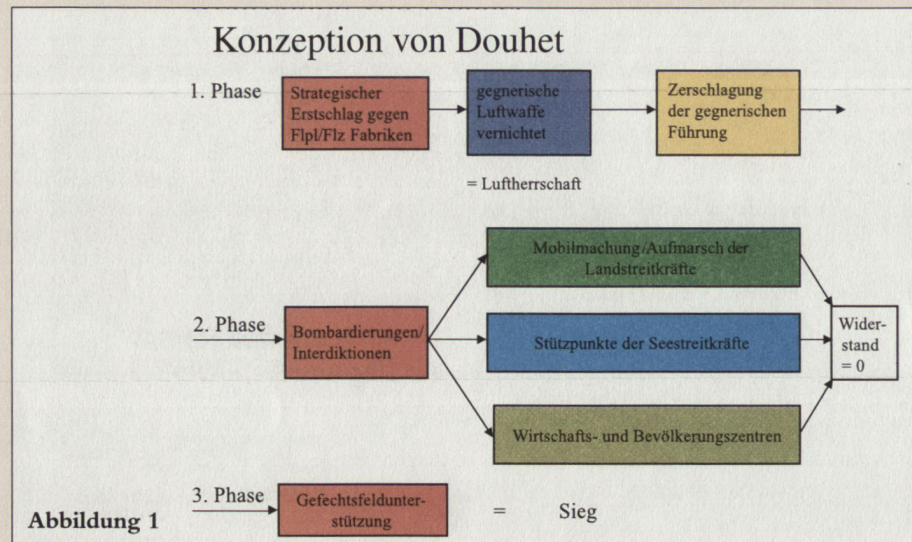 Konzeption von Douhet
1. Phase
Strategischer
Erstschlag gegen
Flpl/Flz Fabriken
gegnerische
Luftwaffe
vernichtet
Zerschlagung
der gegnerischen
Führung
= Luftherrschaft
Mobilmachung/Aufmarsch der
Landstreitkräfte
2. Phase
Bombardierungen/
Interdiktionen
Stützpunkte der Seestreitkräfte
Wider-
stand
= 0
Wirtschafts- und Bevölkerungszentren
3. Phase
Gefechtsfeldunter-
stützung
= Sieg
Abbildung 1